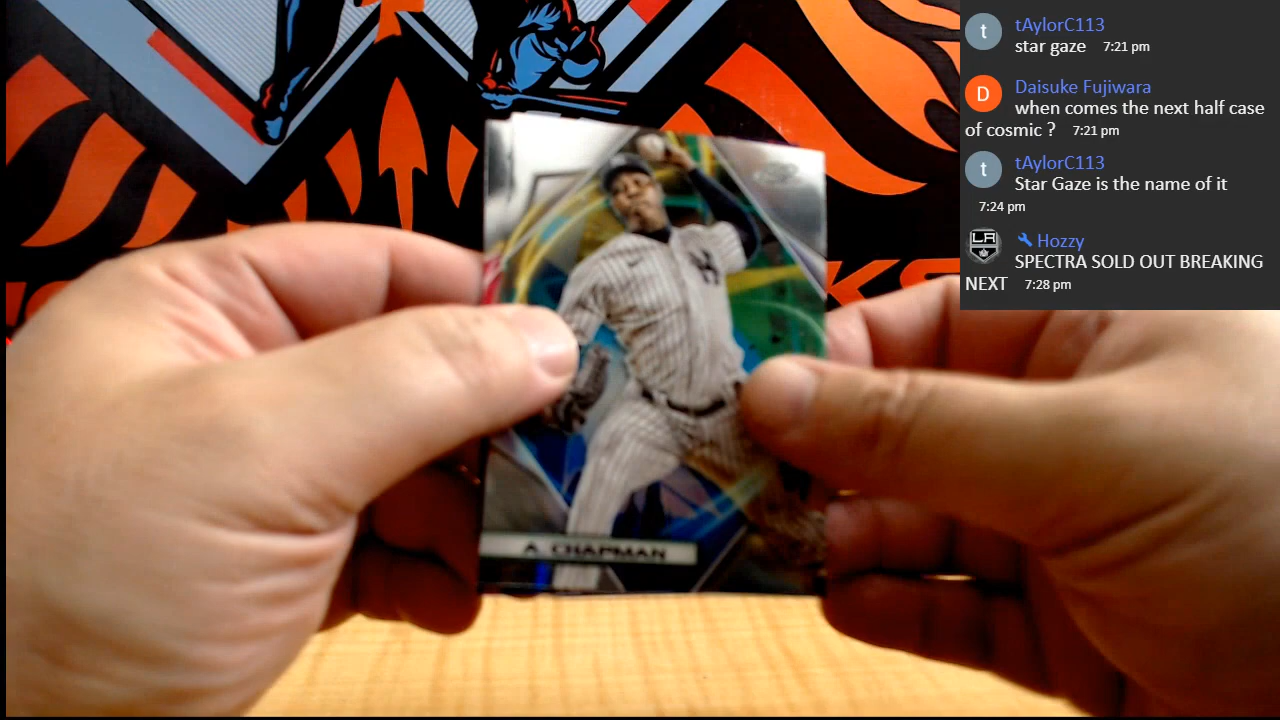 t
tAylorC113
star gaze 7:21 pm
D
Daisuke Fujiwara
when comes the next half case
of cosmic ? 7:21 pm
t
tAylorC113
Star Gaze is the name of it
7:24 pm
LA
Hozzy
SPECTRA SOLD OUT BREAKING
NEXT 7:28 pm
NY
A. CHAPMAN